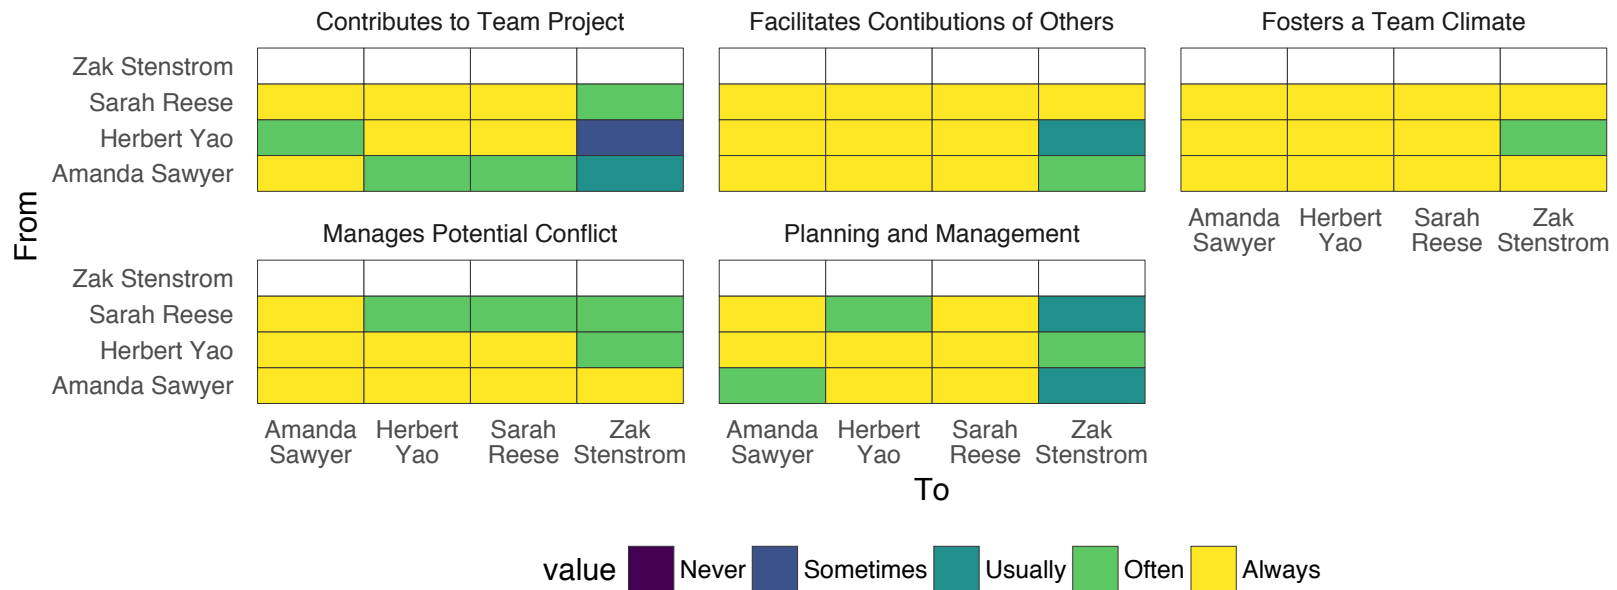 Contributes to Team Project
Facilitates Contibutions of Others
Fosters a Team Climate
Zak Stenstrom
Sarah Reese
Herbert Yao
Amanda Sawyer
From
Amanda Sawyer
Herbert Yao
Sarah Reese
Zak Stenstrom
Manages Potential Conflict
Planning and Management
Zak Stenstrom
Sarah Reese
Herbert Yao
Amanda Sawyer
Amanda Sawyer
Herbert Yao
Sarah Reese
Zak Stenstrom
Amanda Sawyer
Herbert Yao
Sarah Reese
Zak Stenstrom
To
value Never Sometimes Usually Often Always